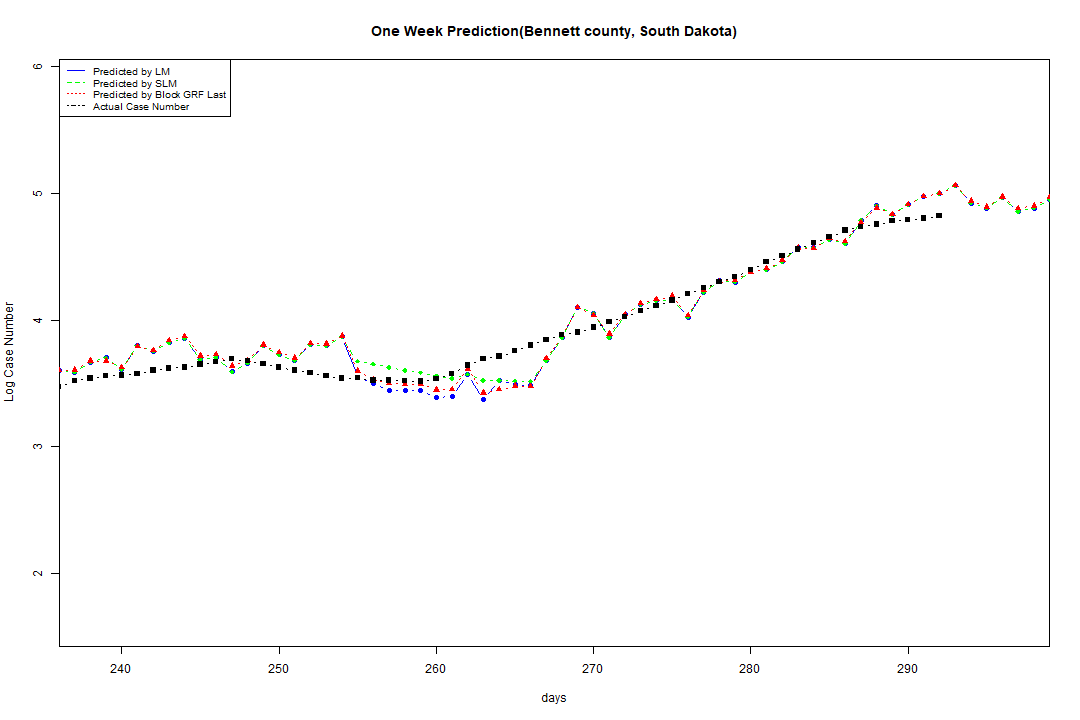 One Week Prediction(Bennett county, South Dakota)
Predicted by LM
Predicted by SLM
Predicted by Block GRF Last
Actual Case Number
6
5
4
3
2
Log Case Number
240 250 260 270 280 290
days